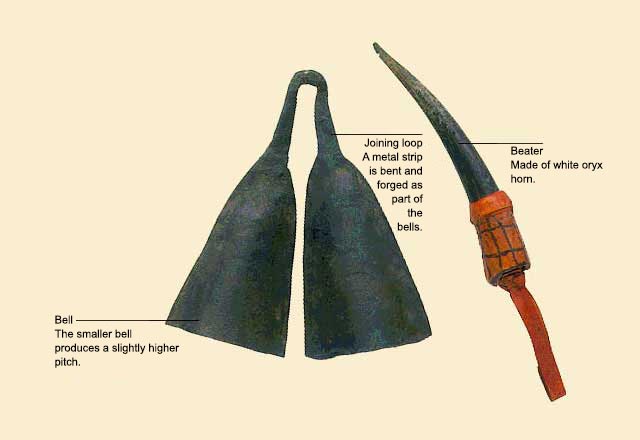 Joining loop
A metal strip
is bent and
forged as
part of
the
bells.
Beater
Made of white oryx
horn.
Bell
The smaller bell
produces a slightly higher
pitch.